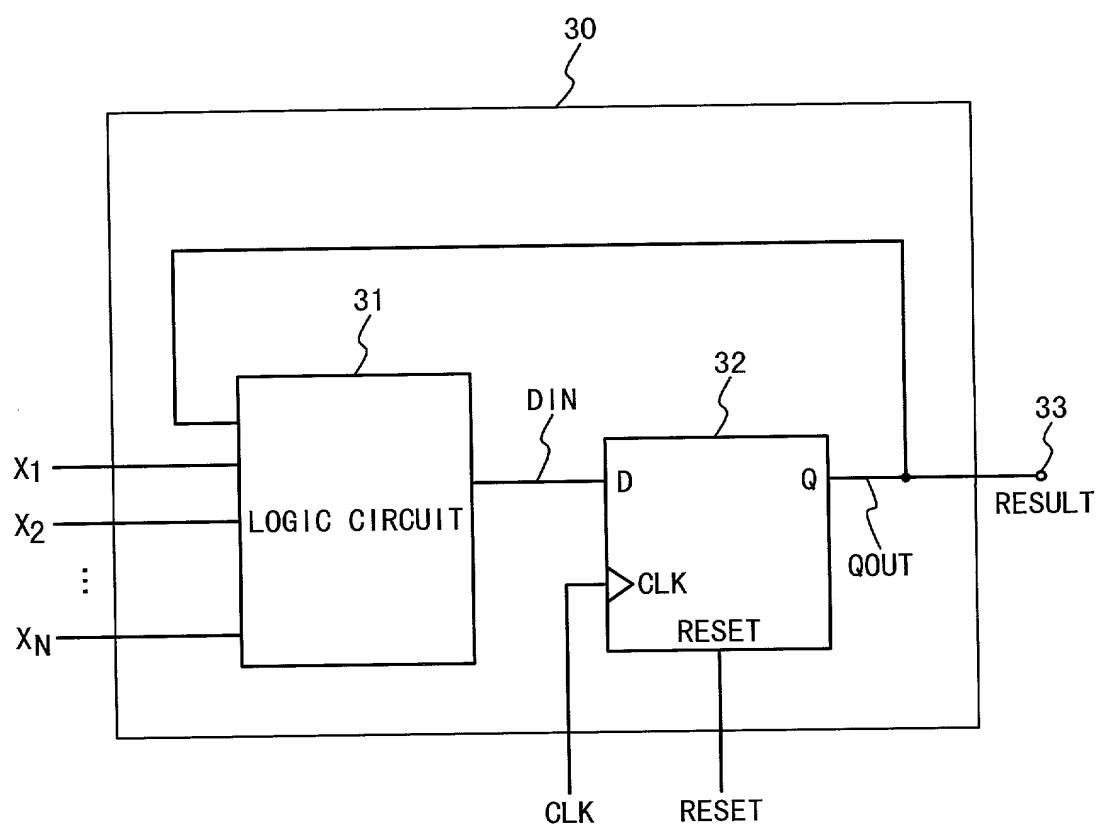 30
31
32
DIN
33
X1
D
Q
RESULT
X2
LOGIC CIRCUIT
QOUT
...
CLK
XN
RESET
CLK
RESET